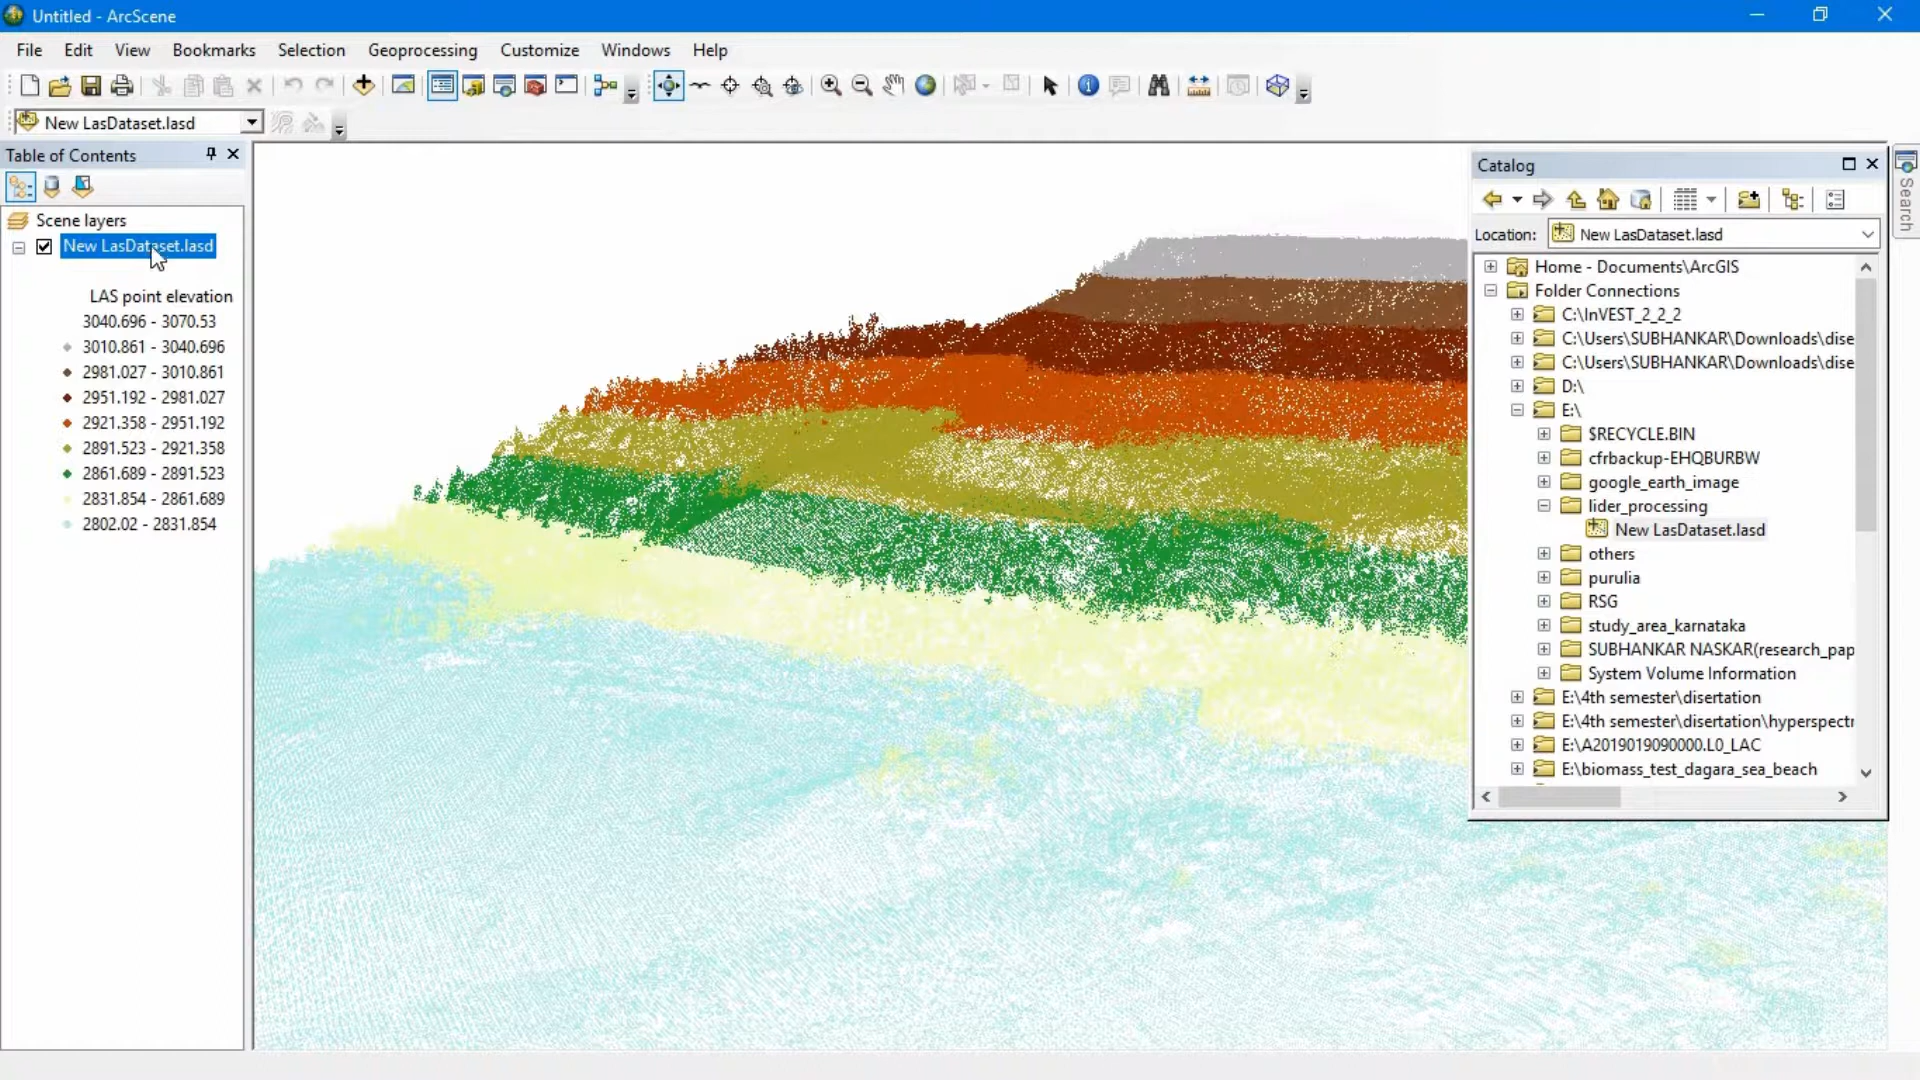 Untitled - ArcScene
File Edit View Bookmarks Selection Geoprocessing Customize Windows Help
New LasDataset.lasd
Table of Contents
Scene layers
New LasDataset.lasd
LAS point elevation
3040.696 - 3070.53
3010.861 - 3040.696
2981.027 - 3010.861
2951.192 - 2981.027
2921.358 - 2951.192
2891.523 - 2921.358
2861.689 - 2891.523
2831.854 - 2861.689
2802.02 - 2831.854
Catalog
Location: New LasDataset.lasd
Home - Documents\ArcGIS
Folder Connections
C:\InVEST_2_2_2
C:\Users\SUBHANKAR\Downloads\dise
C:\Users\SUBHANKAR\Downloads\dise
D:\
E:\
$RECYCLE.BIN
cfrbackup-EHQBURBW
google_earth_image
lider_processing
New LasDataset.lasd
others
purulia
RSG
study_area_karnataka
SUBHANKAR NASKAR(research_pap
System Volume Information
E:\4th semester\disertation
E:\4th semester\disertation\hyperspectr
E:\A2019019090000.L0_LAC
E:\biomass_test_dagara_sea_beach
Search